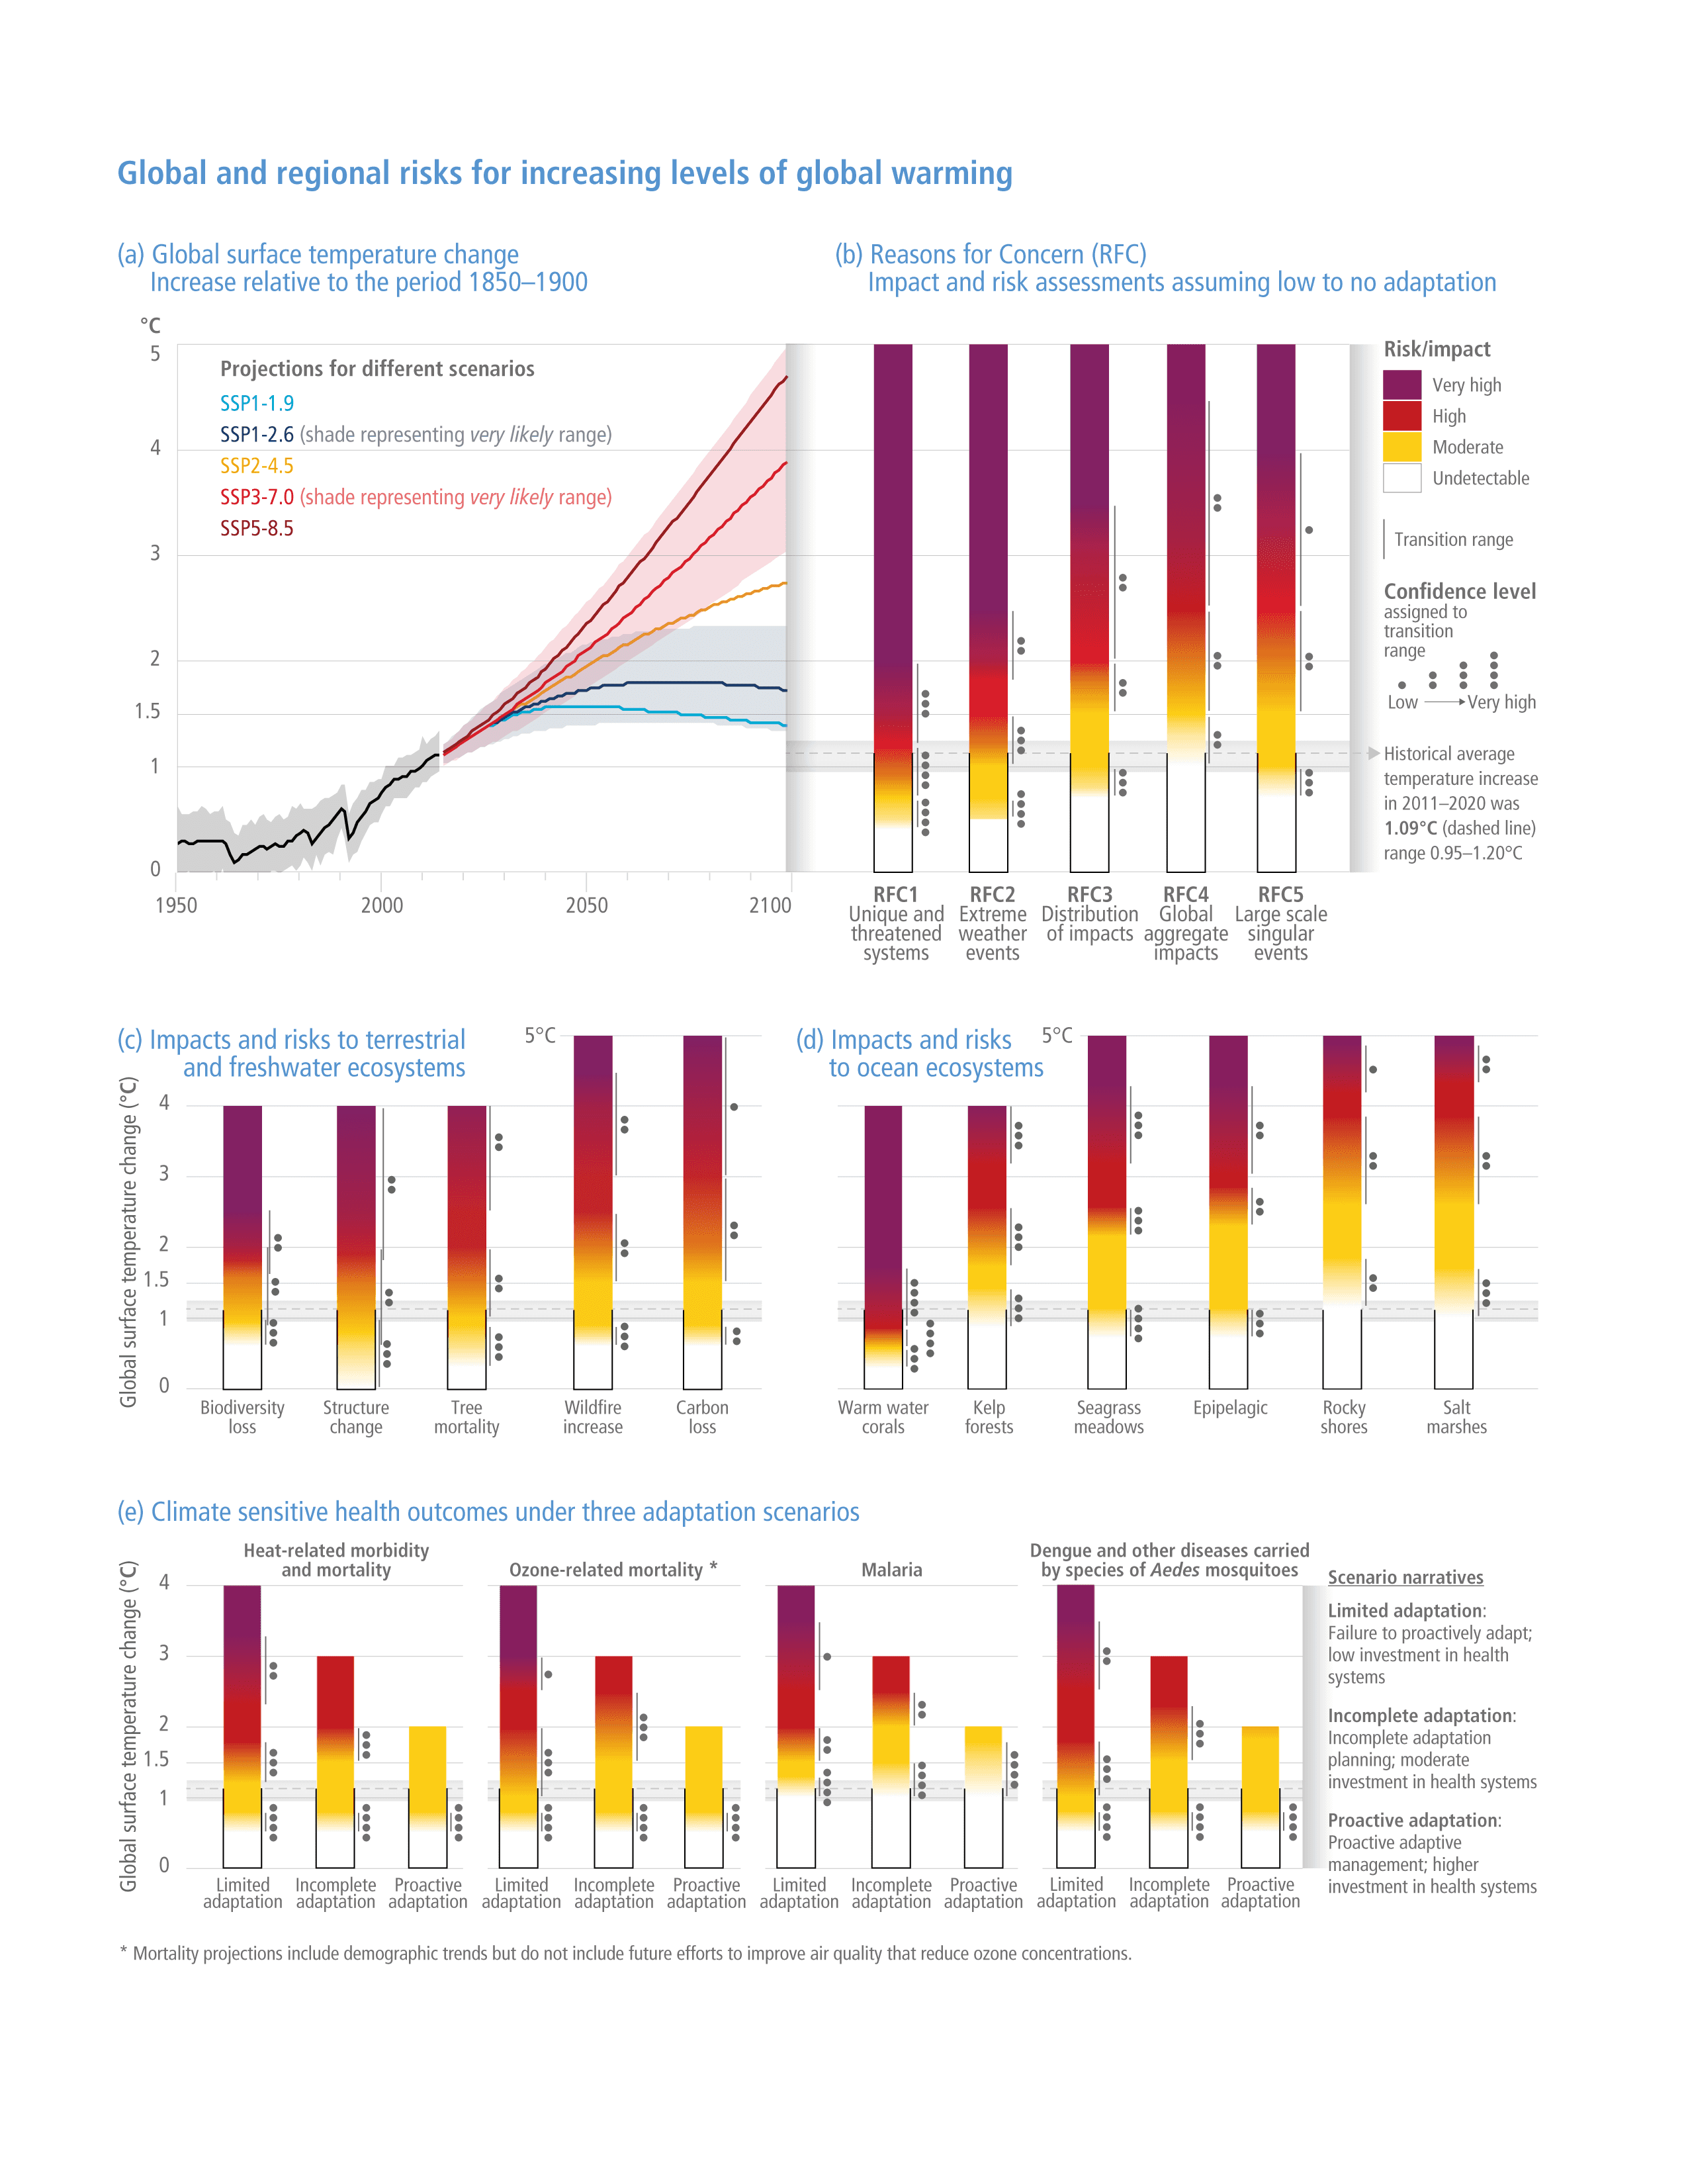 Global and regional risks for increasing levels of global warming
(a) Global surface temperature change
Increase relative to the period 1850–1900
°C
5
4
3
2
1.5
1
0
Projections for different scenarios
SSP1-1.9
SSP1-2.6 (shade representing very likely range)
SSP2-4.5
SSP3-7.0 (shade representing very likely range)
SSP5-8.5
1950
2000
2050
2100
(b) Reasons for Concern (RFC)
Impact and risk assessments assuming low to no adaptation
RFC1
Unique and
threatened
systems
RFC2
Extreme
weather
events
RFC3
Distribution
of impacts
RFC4
Global
aggregate
impacts
RFC5
Large scale
singular
events
Risk/impact
Very high
High
Moderate
Undetectable
Transition range
Confidence level
assigned to
transition
range
Low
Very high
Historical average
temperature increase
in 2011–2020 was
1.09°C (dashed line)
range 0.95–1.20°C
(c) Impacts and risks to terrestrial
and freshwater ecosystems
5°C
Global surface temperature change (°C)
4
3
2
1.5
1
0
Biodiversity
loss
Structure
change
Tree
mortality
Wildfire
increase
Carbon
loss
(d) Impacts and risks
to ocean ecosystems
5°C
Warm water
corals
Kelp
forests
Seagrass
meadows
Epipelagic
Rocky
shores
Salt
marshes
(e) Climate sensitive health outcomes under three adaptation scenarios
Global surface temperature change (°C)
4
3
2
1.5
1
0
Heat-related morbidity
and mortality
Limited
adaptation
Incomplete
adaptation
Proactive
adaptation
Ozone-related mortality *
Limited
adaptation
Incomplete
adaptation
Proactive
adaptation
Malaria
Limited
adaptation
Incomplete
adaptation
Proactive
adaptation
Dengue and other diseases carried
by species of Aedes mosquitoes
Limited
adaptation
Incomplete
adaptation
Proactive
adaptation
Scenario narratives
Limited adaptation:
Failure to proactively adapt;
low investment in health
systems
Incomplete adaptation:
Incomplete adaptation
planning; moderate
investment in health systems
Proactive adaptation:
Proactive adaptive
management; higher
investment in health systems
* Mortality projections include demographic trends but do not include future efforts to improve air quality that reduce ozone concentrations.